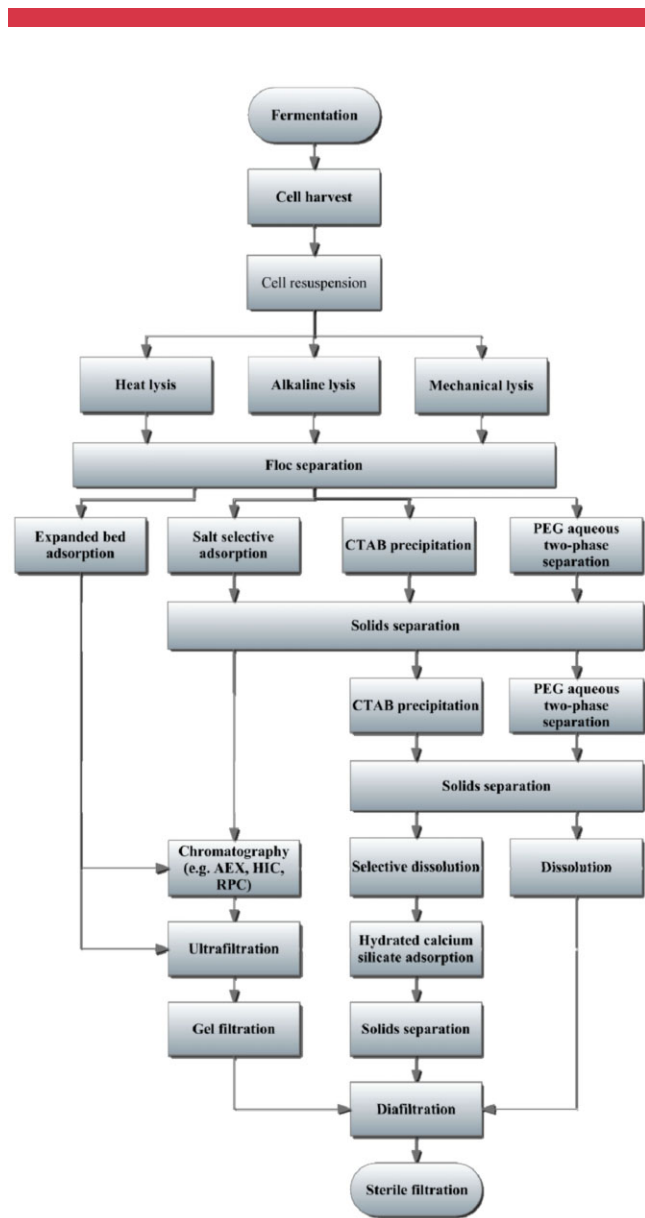 Fermentation
Cell harvest
Cell resuspension
Heat lysis
Alkaline lysis
Mechanical lysis
Floc separation
Expanded bed
adsorption
Salt selective
adsorption
CTAB precipitation
PEG aqueous
two-phase
separation
Solids separation
CTAB precipitation
PEG aqueous
two-phase
separation
Solids separation
Chromatography
(e.g. AEX, HIC,
RPC)
Selective dissolution
Dissolution
Ultrafiltration
Hydrated calcium
silicate adsorption
Gel filtration
Solids separation
Diafiltration
Sterile filtration